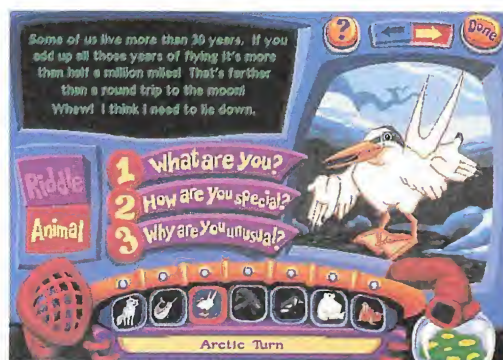 Some of us live more than 30 years. If you
add up all those years of flying it's more
than half a million miles! That's farther
than a round trip to the moon!
Whew! I think I need to lie down.
?
Done
Riddle
Animal
1 What are you?
2 How are you special?
3 Why are you unusual?
Arctic Turn